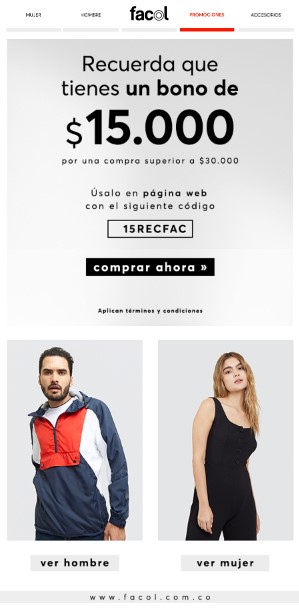 MUJER
HOMBRE
facol
PROMOCIONES
ACCESORIOS
Recuerda que
tienes un bono de
$15.000
por una compra superior a $30.000
Úsalo en página web
con el siguiente código
15RECFAC
comprar ahora »
Aplican términos y condiciones
ver hombre
ver mujer
www.facol.com.co